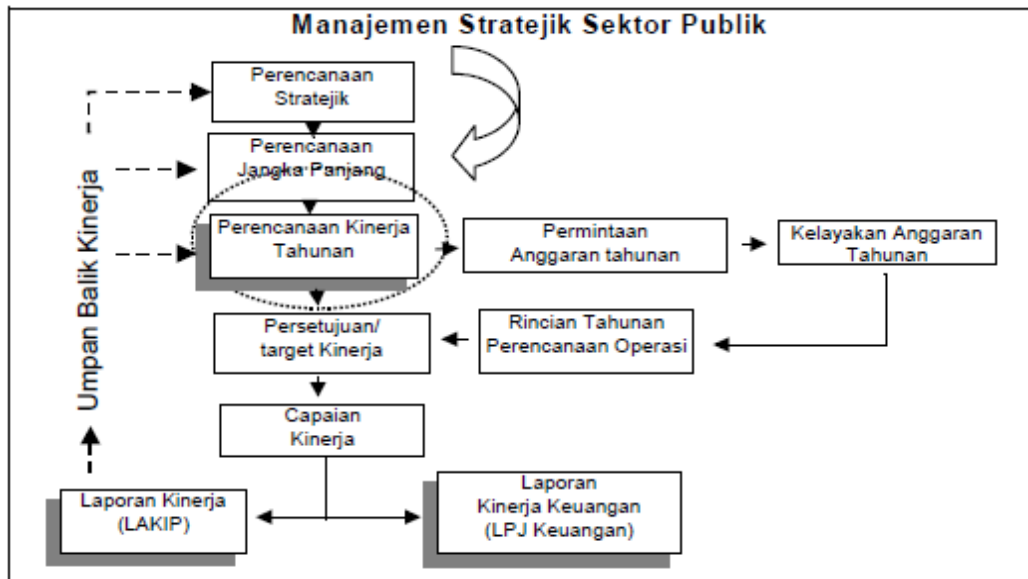 Manajemen Stratejik Sektor Publik
Perencanaan
Stratejik
Perencanaan
Jangka Panjang
Perencanaan Kinerja
Tahunan
Permintaan
Anggaran tahunan
Kelayakan Anggaran
Tahunan
Persetujuan/
target Kinerja
Rincian Tahunan
Perencanaan Operasi
Capaian
Kinerja
Laporan Kinerja
(LAKIP)
Laporan
Kinerja Keuangan
(LPJ Keuangan)
Umpan Balik Kinerja